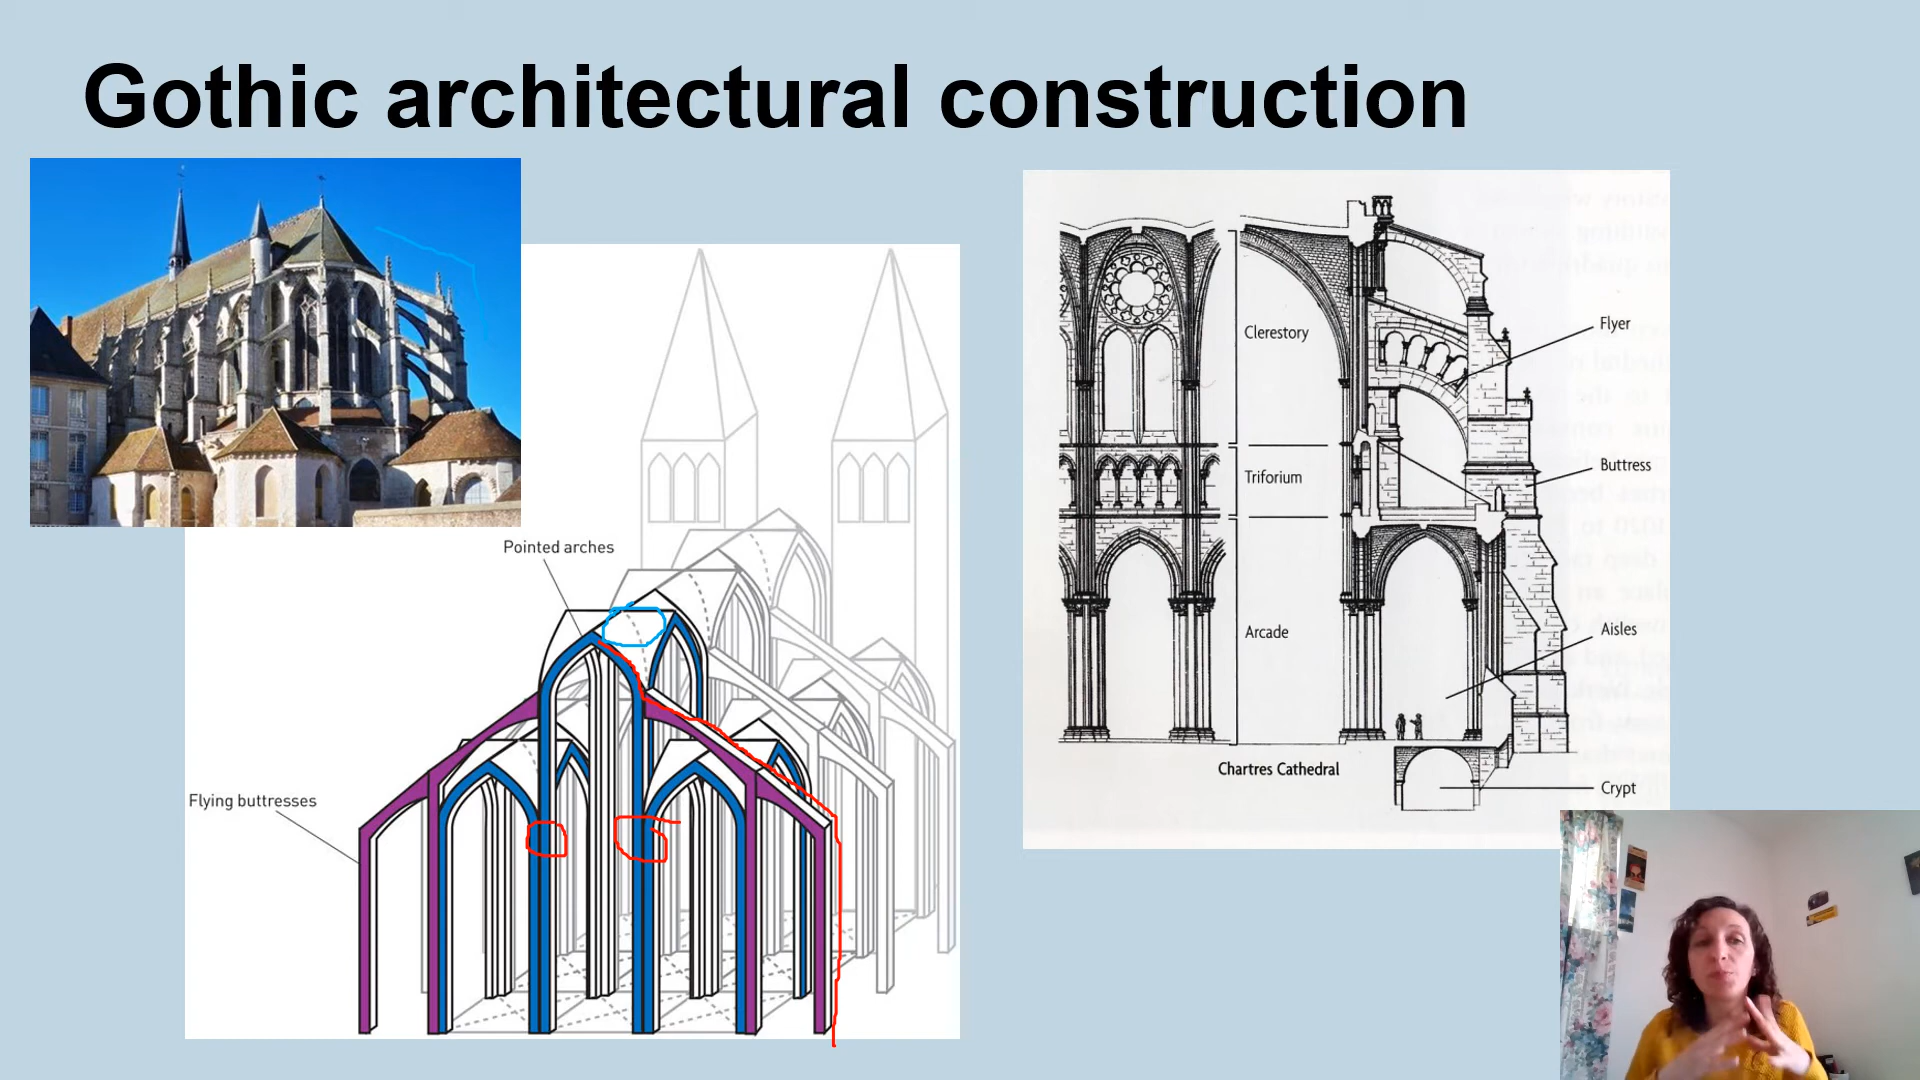 Gothic architectural construction
Pointed arches
Flying buttresses
Clerestory
Triforium
Arcade
Flyer
Buttress
Aisles
Crypt
Chartres Cathedral